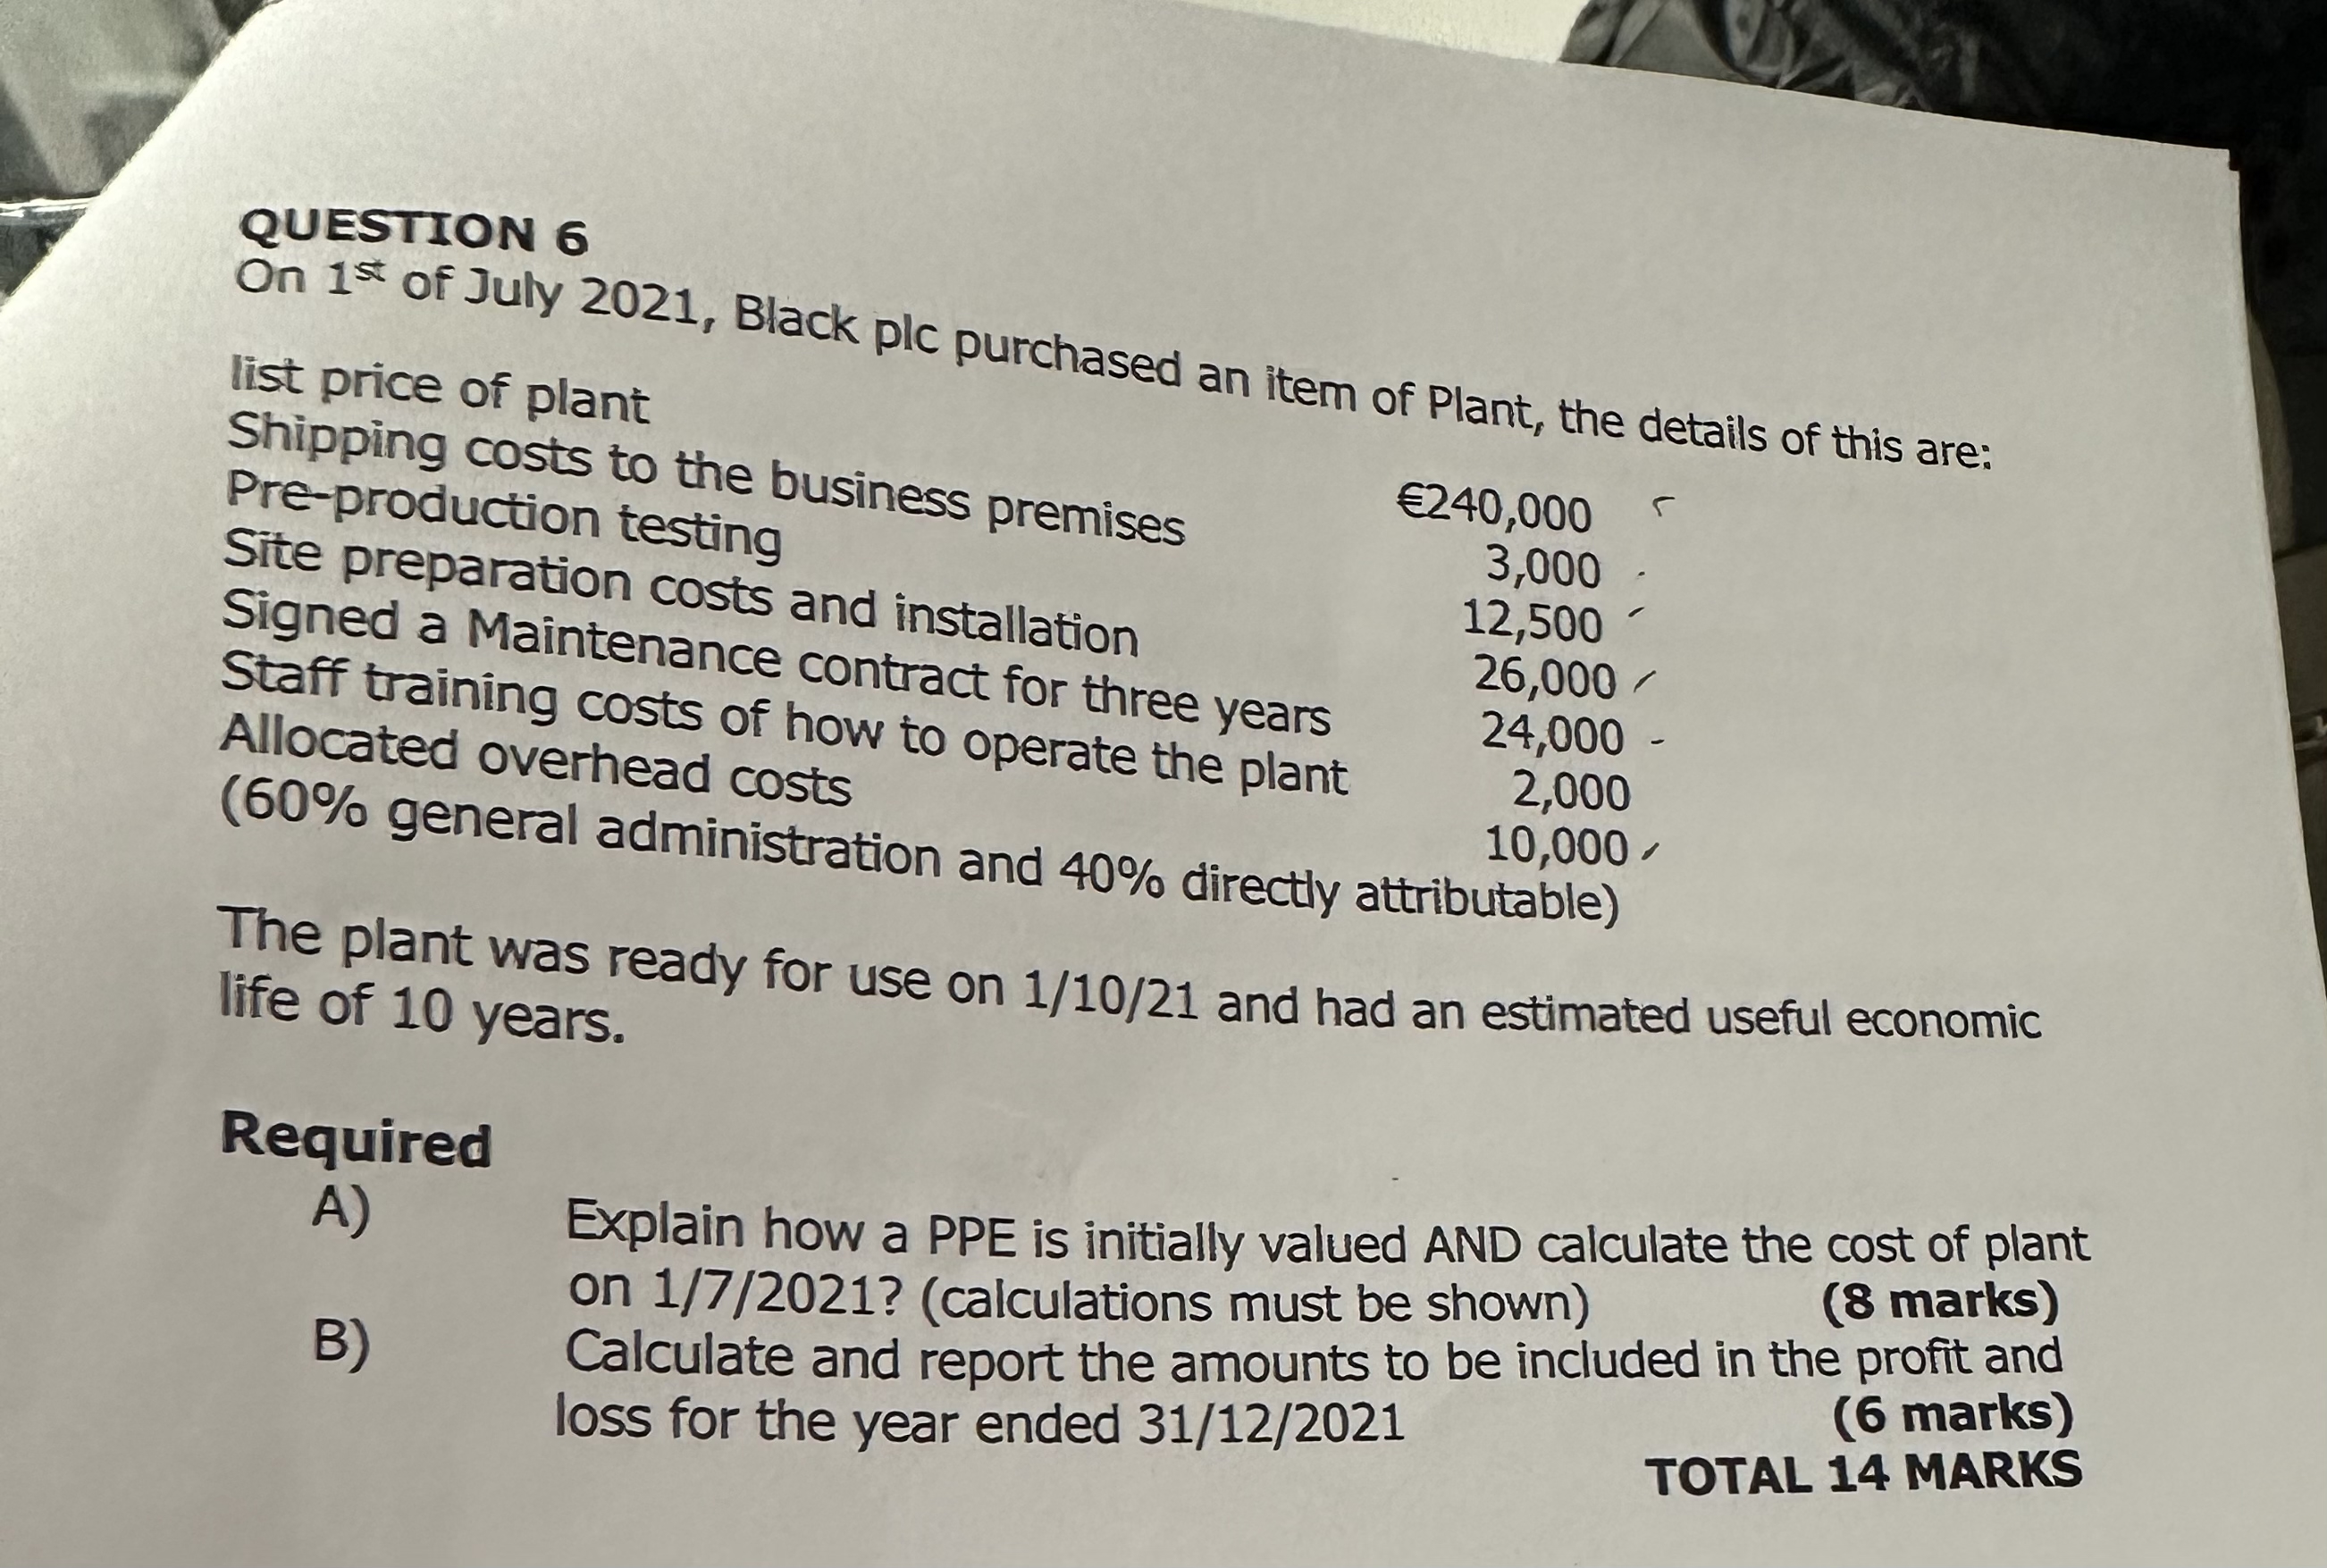 QUESTION 6
On 1st of July 2021, Black plc purchased an item of Plant, the details of this are:
list price of plant €240,000
Shipping costs to the business premises 3,000
Pre-production testing 12,500
Site preparation costs and installation 26,000
Signed a Maintenance contract for three years 24,000
Staff training costs of how to operate the plant 2,000
Allocated overhead costs 10,000
(60% general administration and 40% directly attributable)
The plant was ready for use on 1/10/21 and had an estimated useful economic
life of 10 years.
Required
A) Explain how a PPE is initially valued AND calculate the cost of plant
on 1/7/2021? (calculations must be shown) (8 marks)
B) Calculate and report the amounts to be included in the profit and
loss for the year ended 31/12/2021 (6 marks)
TOTAL 14 MARKS